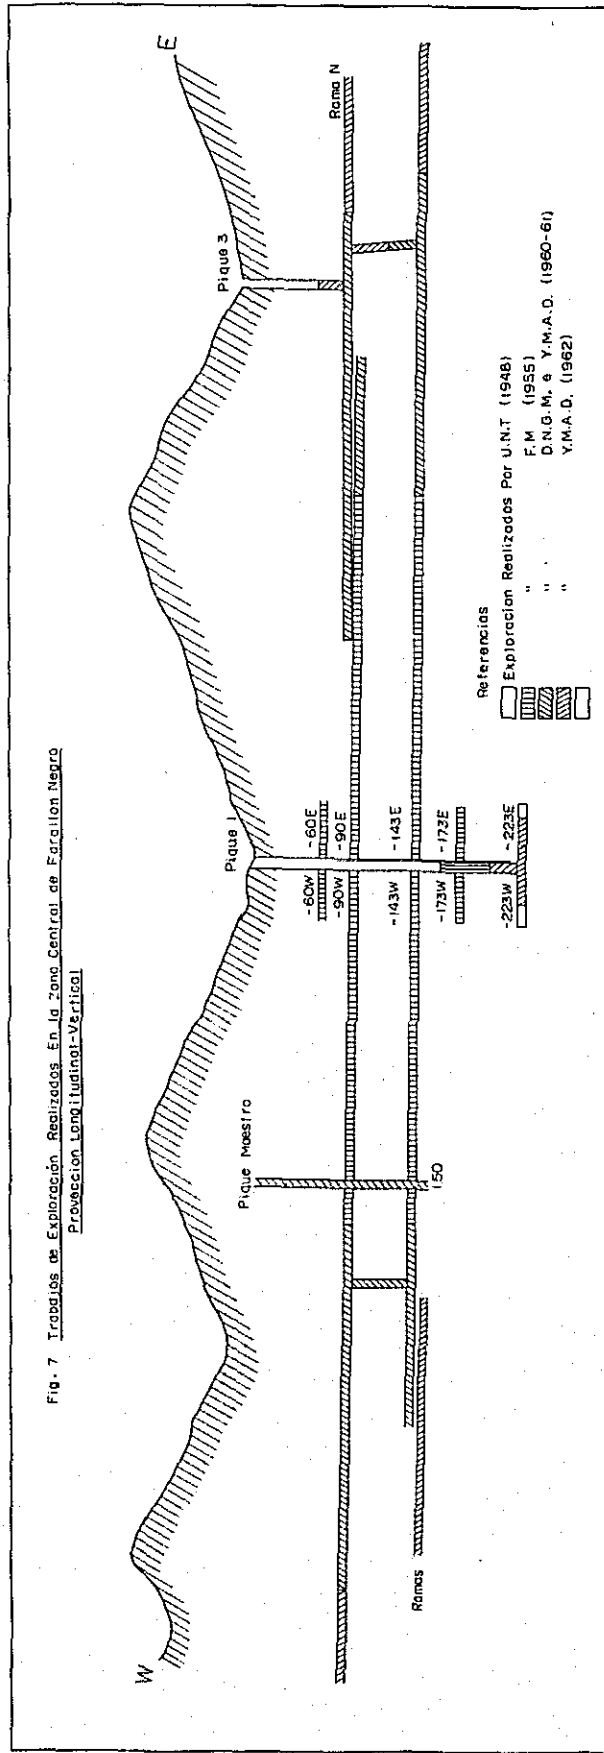 Fig. 7 Trabajos de Exploración Realizados En la Zona Central de Farallon Negro
Proveccion Longitudinal-Vertical
W
E
Pique Maestro
Pique 1
Pique 3
Rama N
-60W
-60E
-90W
-90E
-143W
-143E
-173W
-173E
-223W
-223E
150
Ramas
Referencias
Exploracion Realizados Por U.N.T (1948)
" F.M (1955)
" D.N.G.M. e Y.M.A.D. (1960-61)
" Y.M.A.D. (1962)